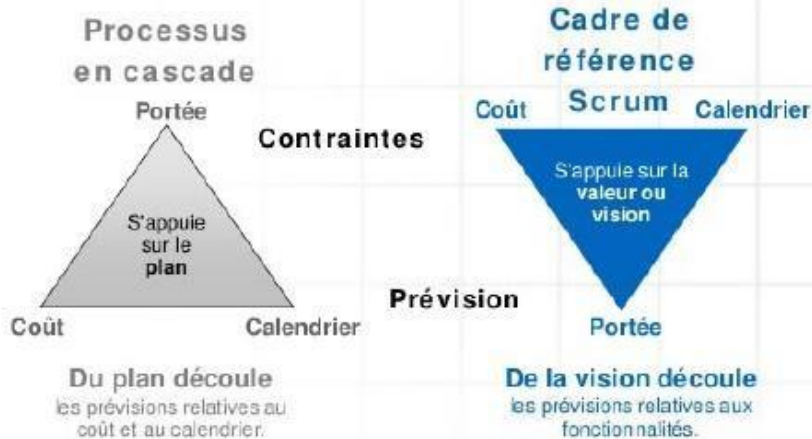 Processus
en cascade
Portée
S'appuie
sur le
plan
Coût
Calendrier
Du plan découle
les prévisions relatives au
coût et au calendrier.
Contraintes
Prévision
Cadre de
référence
Scrum
Coût
Calendrier
S'appuie sur la
valeur ou
vision
Portée
De la vision découle
les prévisions relatives aux
fonctionnalités.